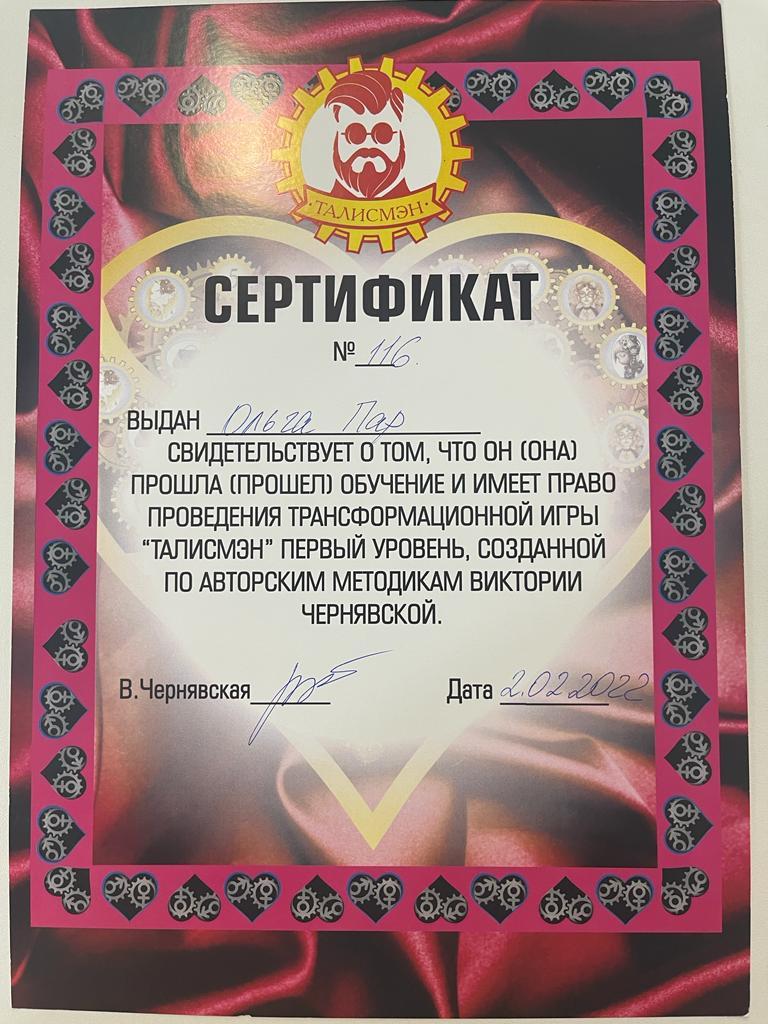 ·ТАЛИСМЭН·
СЕРТИФИКАТ
№ 116.
ВЫДАН Ольга Пар
СВИДЕТЕЛЬСТВУЕТ О ТОМ, ЧТО ОН (ОНА)
ПРОШЛА (ПРОШЕЛ) ОБУЧЕНИЕ И ИМЕЕТ ПРАВО
ПРОВЕДЕНИЯ ТРАНСФОРМАЦИОННОЙ ИГРЫ
“ТАЛИСМЭН” ПЕРВЫЙ УРОВЕНЬ, СОЗДАННОЙ
ПО АВТОРСКИМ МЕТОДИКАМ ВИКТОРИИ
ЧЕРНЯВСКОЙ.
В.Чернявская
Дата 2.02.2022